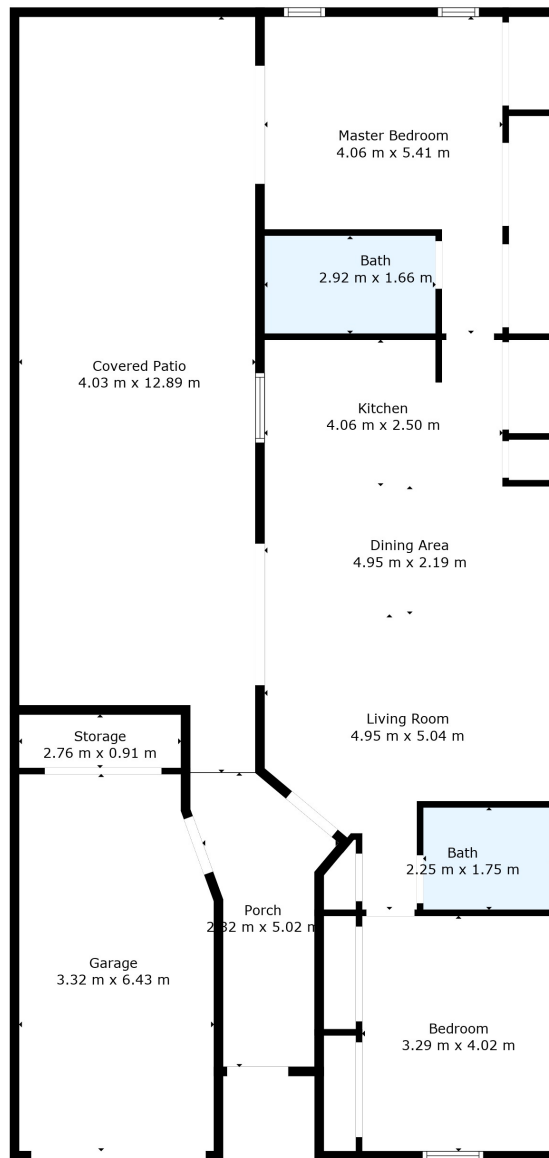 Master Bedroom
4.06 m x 5.41 m
Bath
2.92 m x 1.66 m
Covered Patio
4.03 m x 12.89 m
Kitchen
4.06 m x 2.50 m
Dining Area
4.95 m x 2.19 m
Living Room
4.95 m x 5.04 m
Storage
2.76 m x 0.91 m
Bath
2.25 m x 1.75 m
Porch
2.32 m x 5.02 m
Garage
3.32 m x 6.43 m
Bedroom
3.29 m x 4.02 m